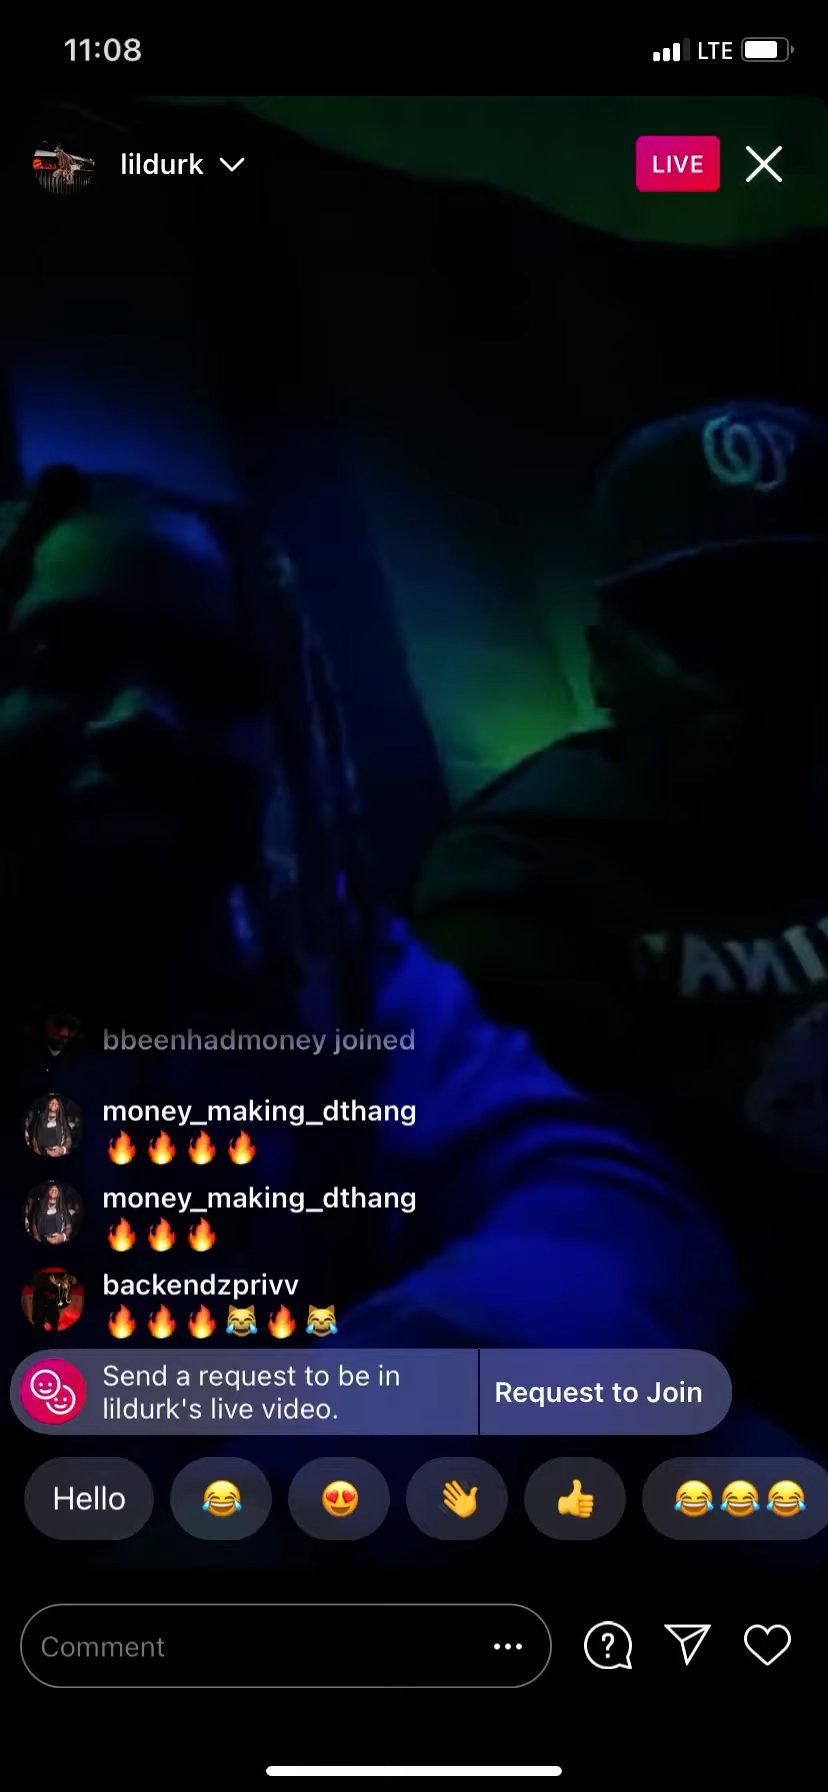 11:08
LTE
lildurk
LIVE
bbeenhadmoney joined
money_making_dthang
🔥🔥🔥🔥
money_making_dthang
🔥🔥🔥
backendzprivv
🔥🔥🔥😹🔥😹
Send a request to be in
lildurk's live video.
Request to Join
Hello 😂 😍 👋 👍 😂😂😂
Comment